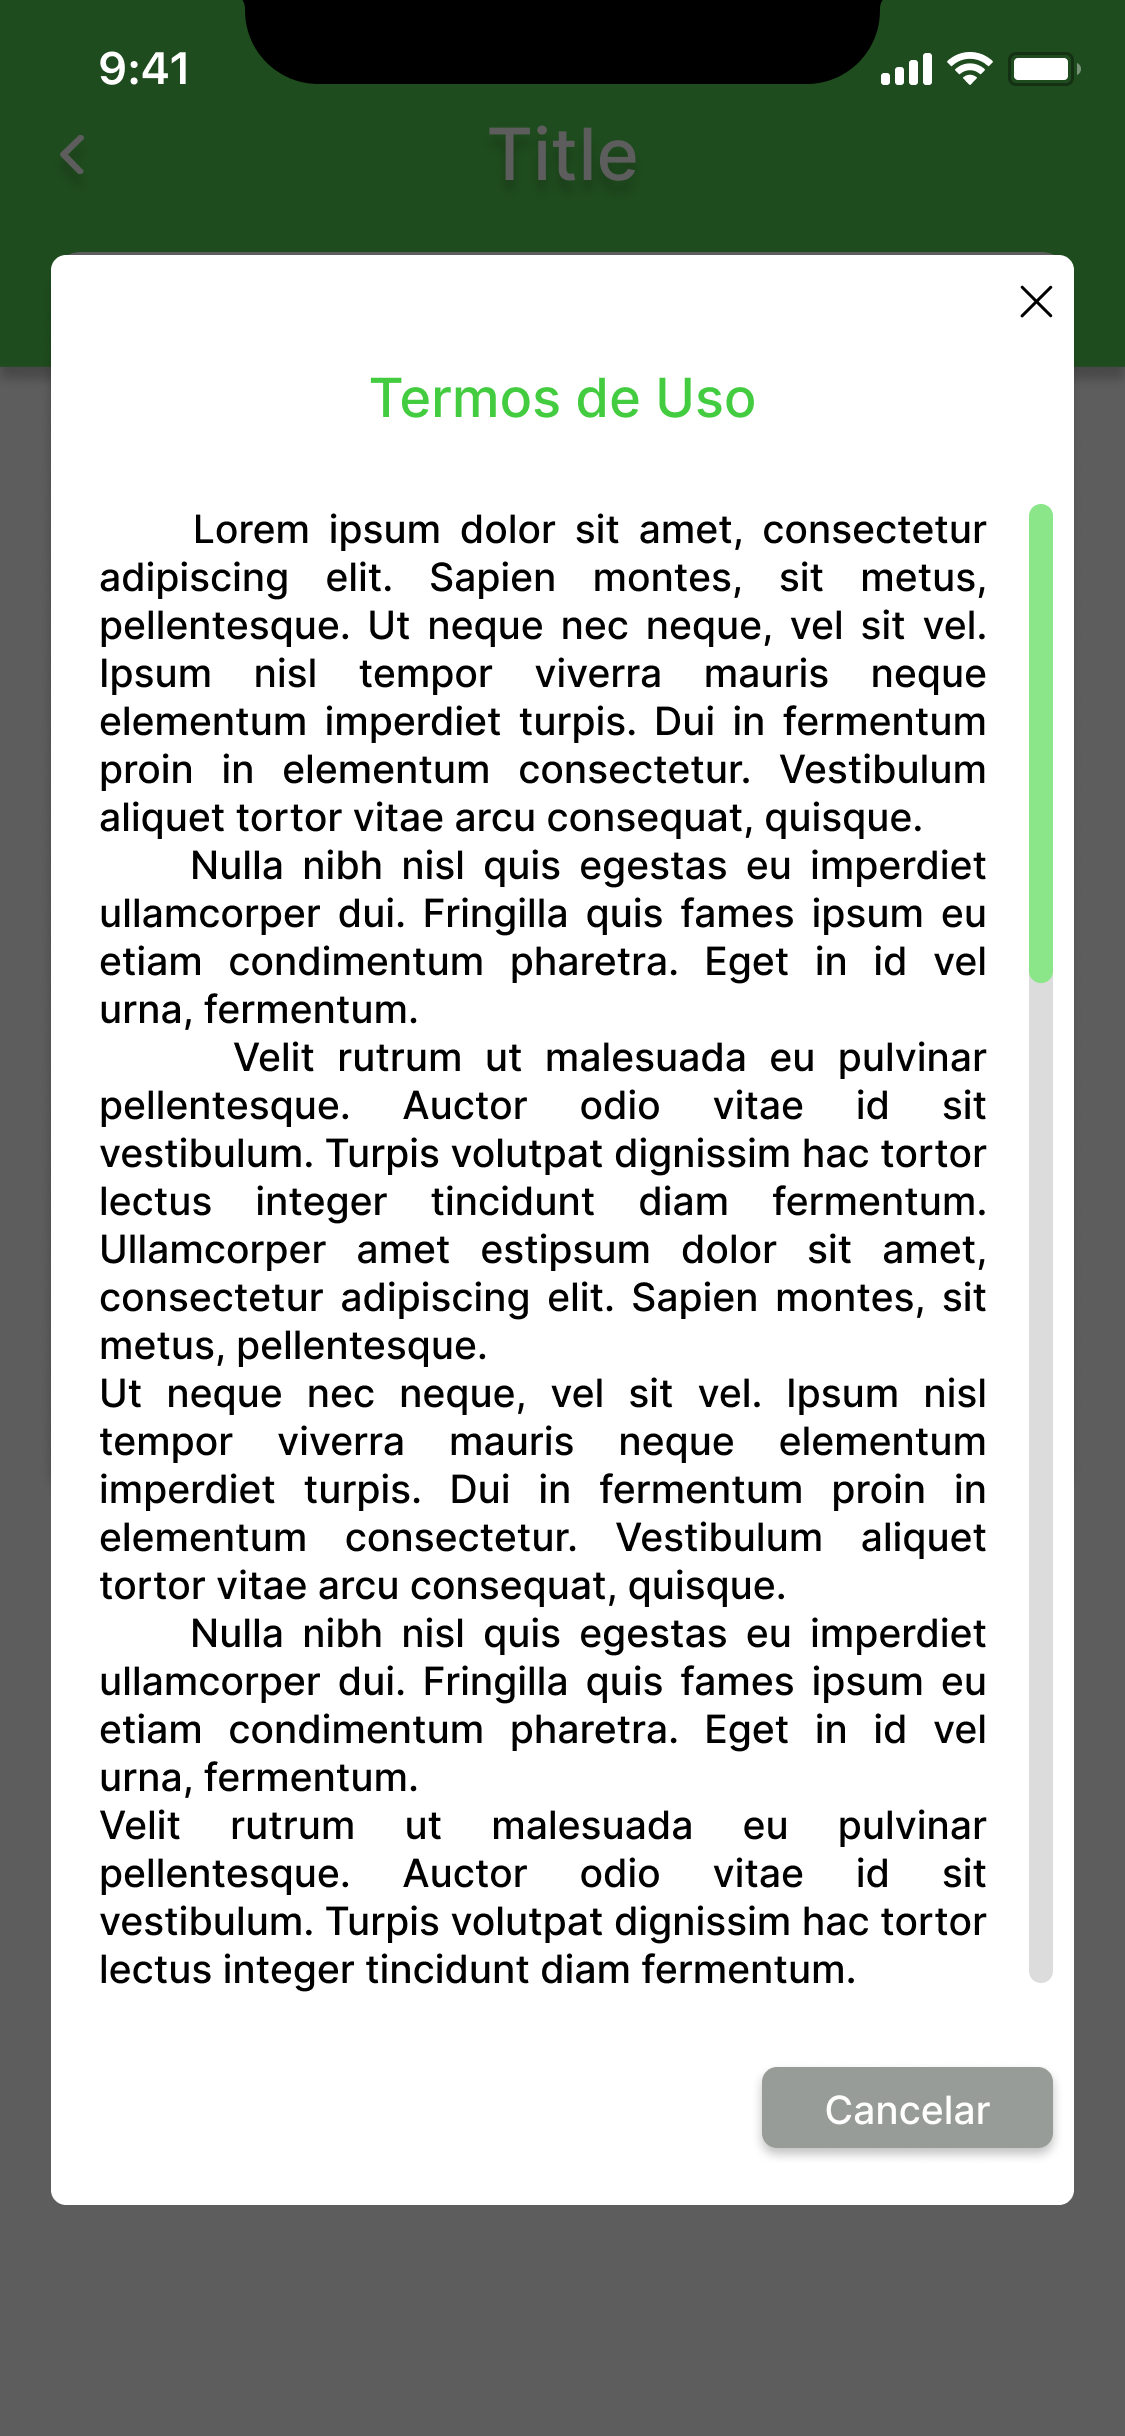 9:41
Title
Termos de Uso
Lorem ipsum dolor sit amet, consectetur
adipiscing elit. Sapien montes, sit metus,
pellentesque. Ut neque nec neque, vel sit vel.
Ipsum nisl tempor viverra mauris neque
elementum imperdiet turpis. Dui in fermentum
proin in elementum consectetur. Vestibulum
aliquet tortor vitae arcu consequat, quisque.
Nulla nibh nisl quis egestas eu imperdiet
ullamcorper dui. Fringilla quis fames ipsum eu
etiam condimentum pharetra. Eget in id vel
urna, fermentum.
Velit rutrum ut malesuada eu pulvinar
pellentesque. Auctor odio vitae id sit
vestibulum. Turpis volutpat dignissim hac tortor
lectus integer tincidunt diam fermentum.
Ullamcorper amet estipsum dolor sit amet,
consectetur adipiscing elit. Sapien montes, sit
metus, pellentesque.
Ut neque nec neque, vel sit vel. Ipsum nisl
tempor viverra mauris neque elementum
imperdiet turpis. Dui in fermentum proin in
elementum consectetur. Vestibulum aliquet
tortor vitae arcu consequat, quisque.
Nulla nibh nisl quis egestas eu imperdiet
ullamcorper dui. Fringilla quis fames ipsum eu
etiam condimentum pharetra. Eget in id vel
urna, fermentum.
Velit rutrum ut malesuada eu pulvinar
pellentesque. Auctor odio vitae id sit
vestibulum. Turpis volutpat dignissim hac tortor
lectus integer tincidunt diam fermentum.
Cancelar